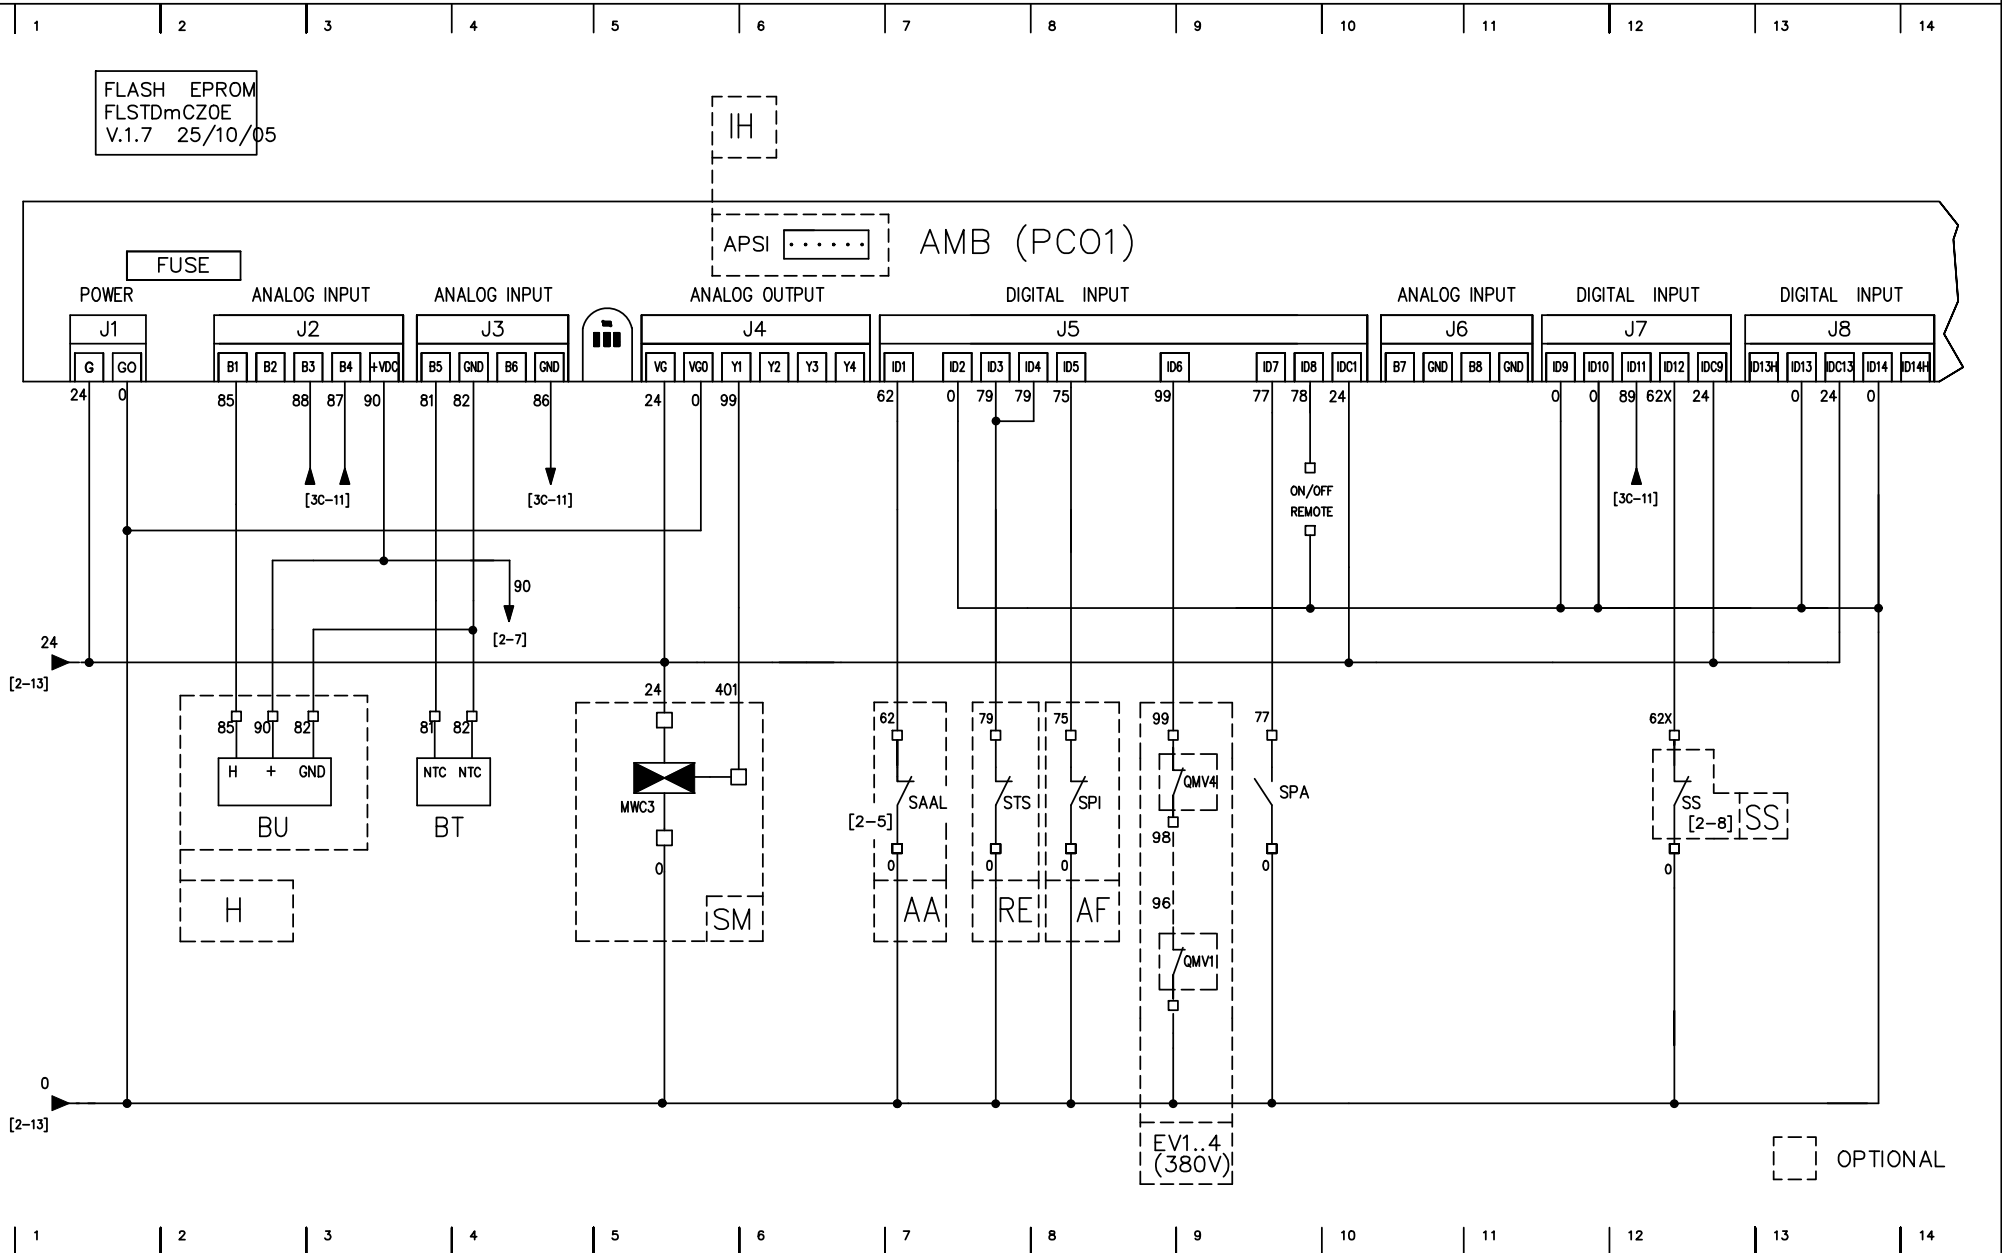 1 2 3 4 5 6 7 8 9 10 11 12 13 14
FLASH EPROM
FLSTDmCZ0E
V.1.7 25/10/05
IH
APSI
AMB (PCO1)
FUSE
POWER ANALOG INPUT ANALOG INPUT ANALOG OUTPUT DIGITAL INPUT ANALOG INPUT DIGITAL INPUT DIGITAL INPUT
J1 J2 J3 J4 J5 J6 J7 J8
G GO B1 B2 B3 B4 +VDC B5 GND B6 GND VG VG0 Y1 Y2 Y3 Y4 ID1 ID2 ID3 ID4 ID5 ID6 ID7 ID8 IDC1 B7 GND B8 GND ID9 ID10 ID11 ID12 IDC9 ID13H ID13 IDC13 ID14 ID14H
24 0 85 88 87 90 81 82 86 24 0 99 62 0 79 79 75 99 77 78 24 0 0 89 62X 24 0 24 0
[3C-11] [3C-11] [3C-11]
ON/OFF
REMOTE
90
[2-7]
24
[2-13]
24 401
85 90 82 81 82
62 79 75 99 77 62X
H + GND NTC NTC
MWC3
QMV4
SAAL STS SPI SPA SS
[2-5] [2-8] SS
BU BT
98
0 0 0 0 0 0
96
H SM AA RE AF
QMV1
0
[2-13]
EV1..4
(380V)
OPTIONAL
1 2 3 4 5 6 7 8 9 10 11 12 13 14